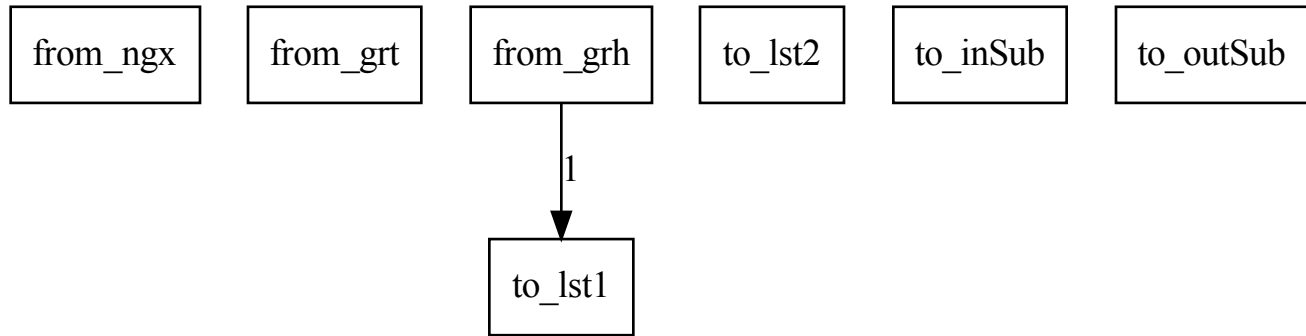 from_ngx
from_grt
from_grh
to_lst2
to_inSub
to_outSub
1
to_lst1